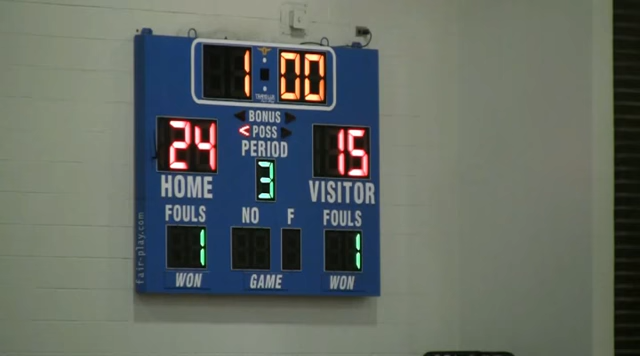 1:00
BONUS
< POSS
24 PERIOD 15
HOME 3 VISITOR
FOULS NO F FOULS
1 1
WON GAME WON
fair-play.com